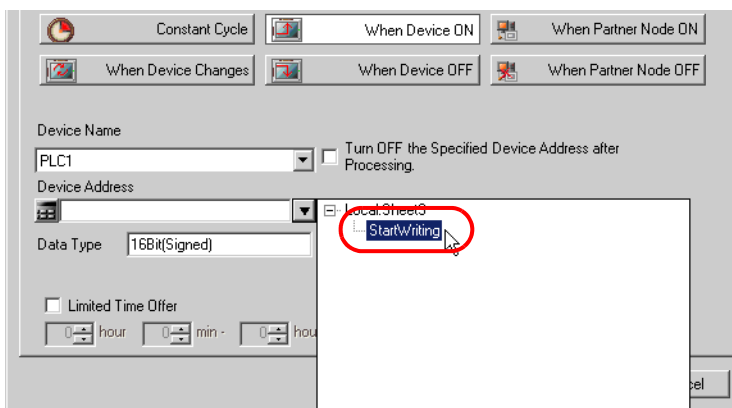 Constant Cycle When Device ON When Partner Node ON
When Device Changes When Device OFF When Partner Node OFF
Device Name
PLC1
Turn OFF the Specified Device Address after
Processing.
Device Address
Local:Sheet3
StartWriting
Data Type 16Bit(Signed)
Limited Time Offer
0 hour 0 min - 0 hou
cel